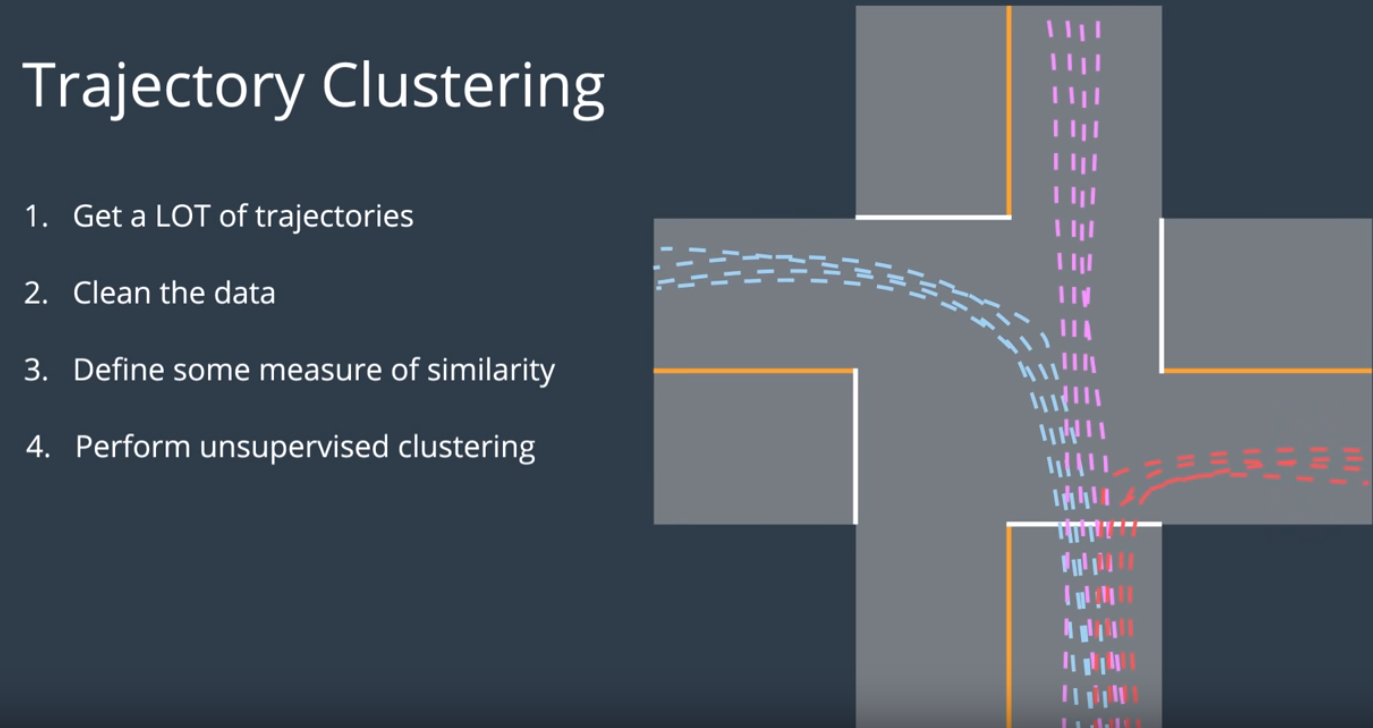 Trajectory Clustering
1. Get a LOT of trajectories
2. Clean the data
3. Define some measure of similarity
4. Perform unsupervised clustering